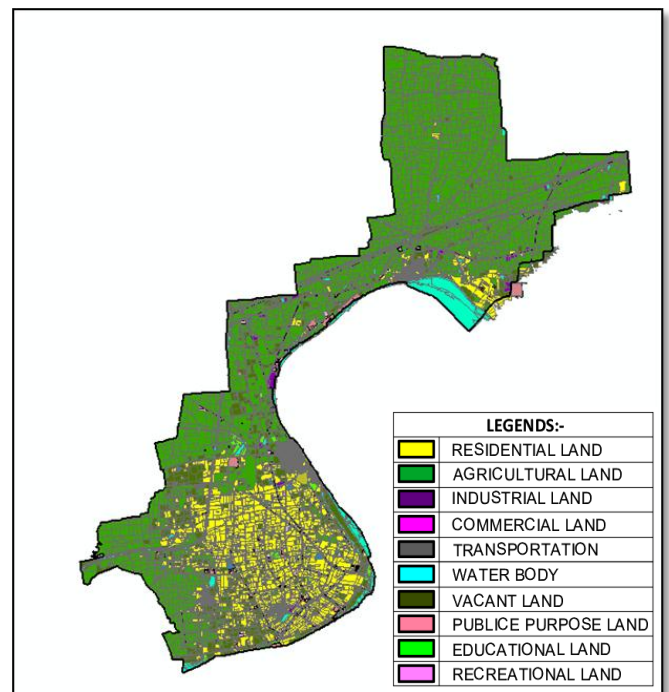 LEGENDS:-
RESIDENTIAL LAND
AGRICULTURAL LAND
INDUSTRIAL LAND
COMMERCIAL LAND
TRANSPORTATION
WATER BODY
VACANT LAND
PUBLICE PURPOSE LAND
EDUCATIONAL LAND
RECREATIONAL LAND